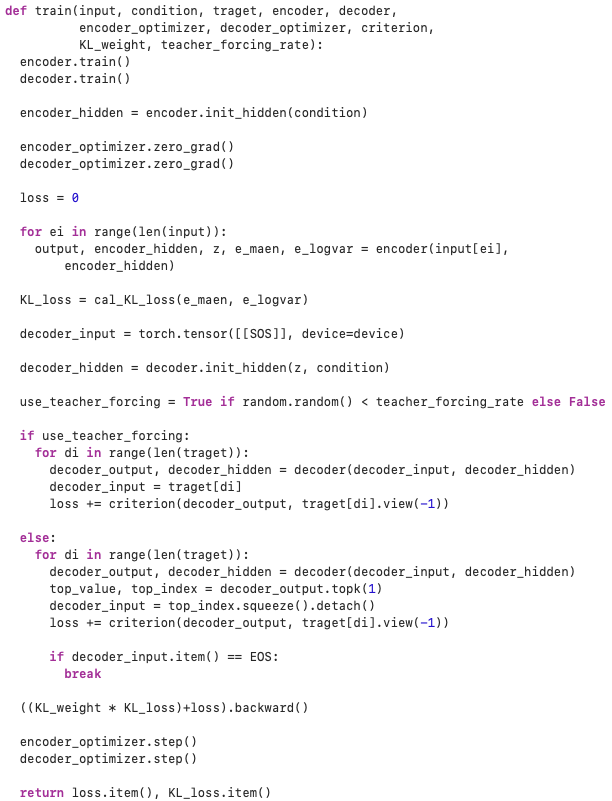 def train(input, condition, traget, encoder, decoder,
          encoder_optimizer, decoder_optimizer, criterion,
          KL_weight, teacher_forcing_rate):
  encoder.train()
  decoder.train()

  encoder_hidden = encoder.init_hidden(condition)

  encoder_optimizer.zero_grad()
  decoder_optimizer.zero_grad()

  loss = 0

  for ei in range(len(input)):
    output, encoder_hidden, z, e_maen, e_logvar = encoder(input[ei],
        encoder_hidden)

  KL_loss = cal_KL_loss(e_maen, e_logvar)

  decoder_input = torch.tensor([[SOS]], device=device)

  decoder_hidden = decoder.init_hidden(z, condition)

  use_teacher_forcing = True if random.random() < teacher_forcing_rate else False

  if use_teacher_forcing:
    for di in range(len(traget)):
      decoder_output, decoder_hidden = decoder(decoder_input, decoder_hidden)
      decoder_input = traget[di]
      loss += criterion(decoder_output, traget[di].view(-1))

  else:
    for di in range(len(traget)):
      decoder_output, decoder_hidden = decoder(decoder_input, decoder_hidden)
      top_value, top_index = decoder_output.topk(1)
      decoder_input = top_index.squeeze().detach()
      loss += criterion(decoder_output, traget[di].view(-1))

      if decoder_input.item() == EOS:
        break

  ((KL_weight * KL_loss)+loss).backward()

  encoder_optimizer.step()
  decoder_optimizer.step()

  return loss.item(), KL_loss.item()